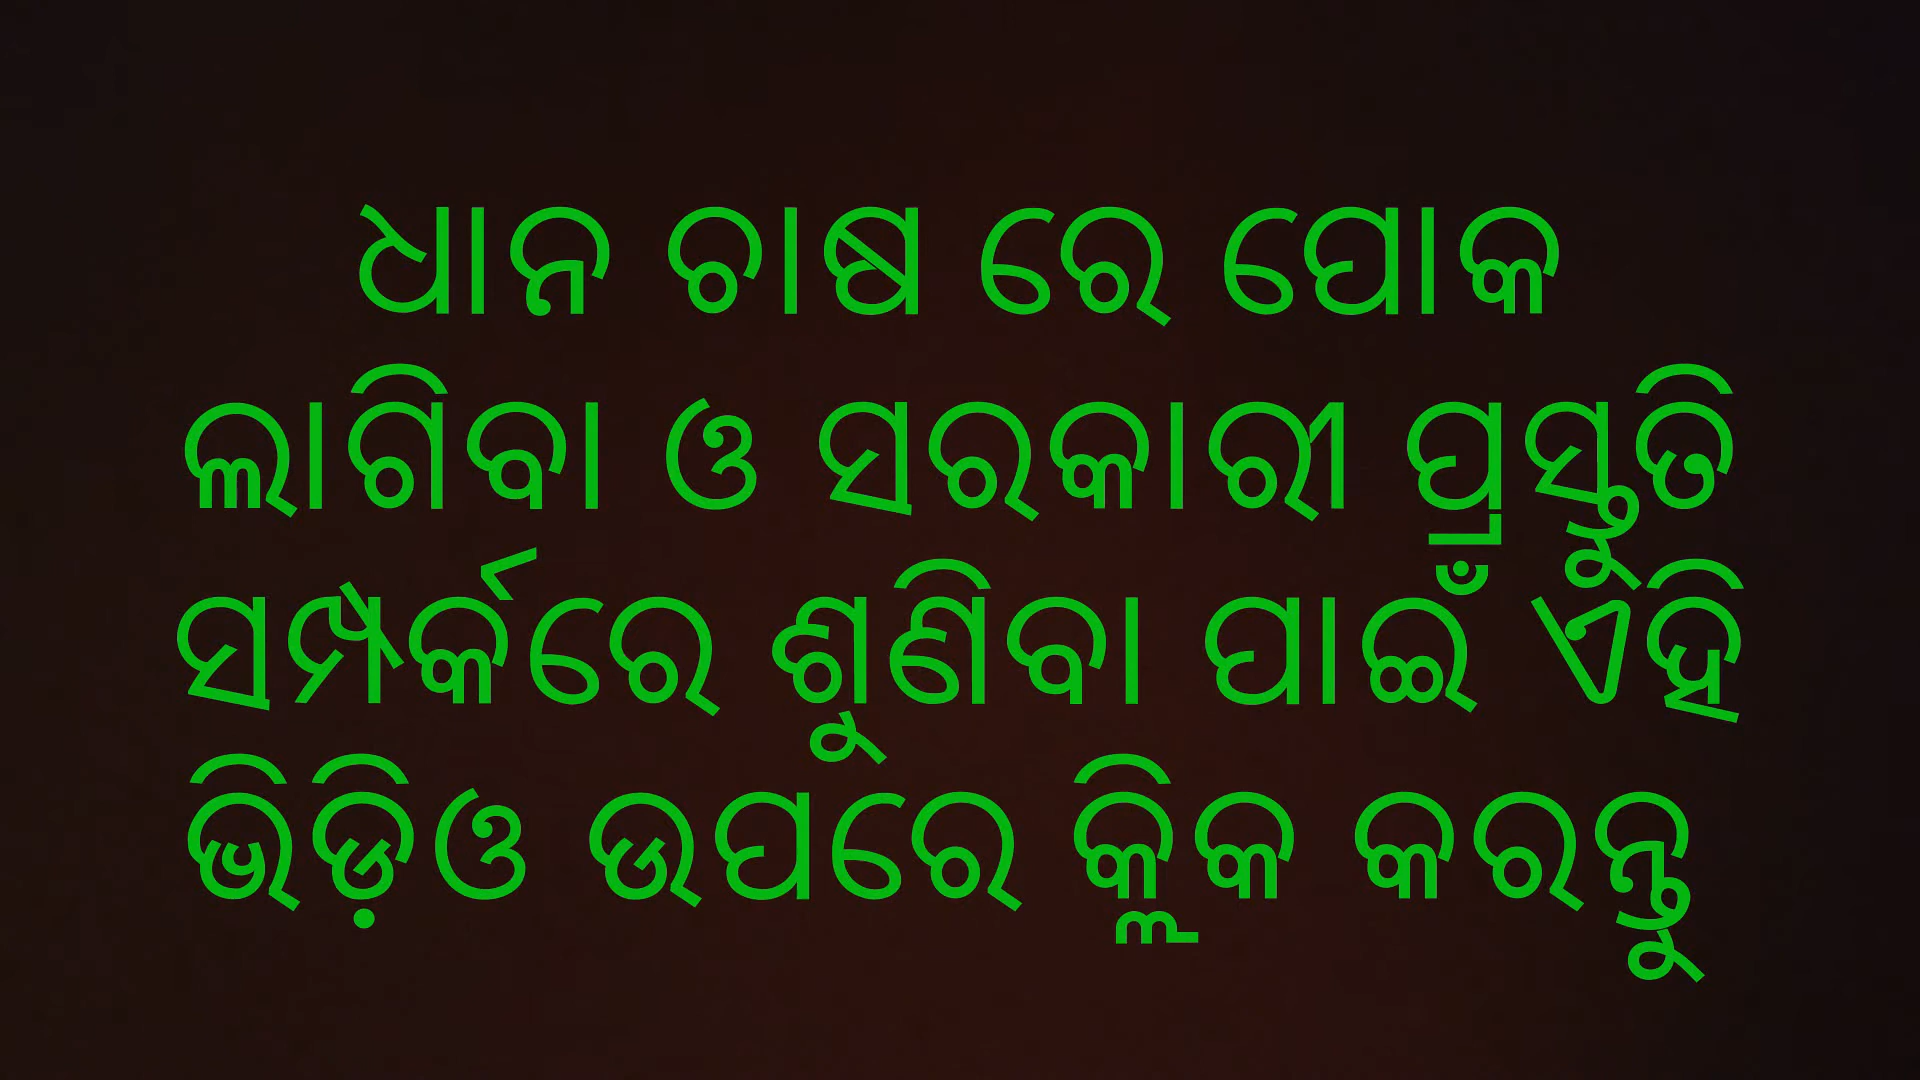 ଧାନ ଚାଷ ରେ ପୋକ
ଲାଗିବା ଓ ସରକାରୀ ପ୍ରସ୍ତୁତି
ସମ୍ପର୍କରେ ଶୁଣିବା ପାଇଁ ଏହି
ଭିଡ଼ିଓ ଉପରେ କ୍ଲିକ କରନ୍ତୁ